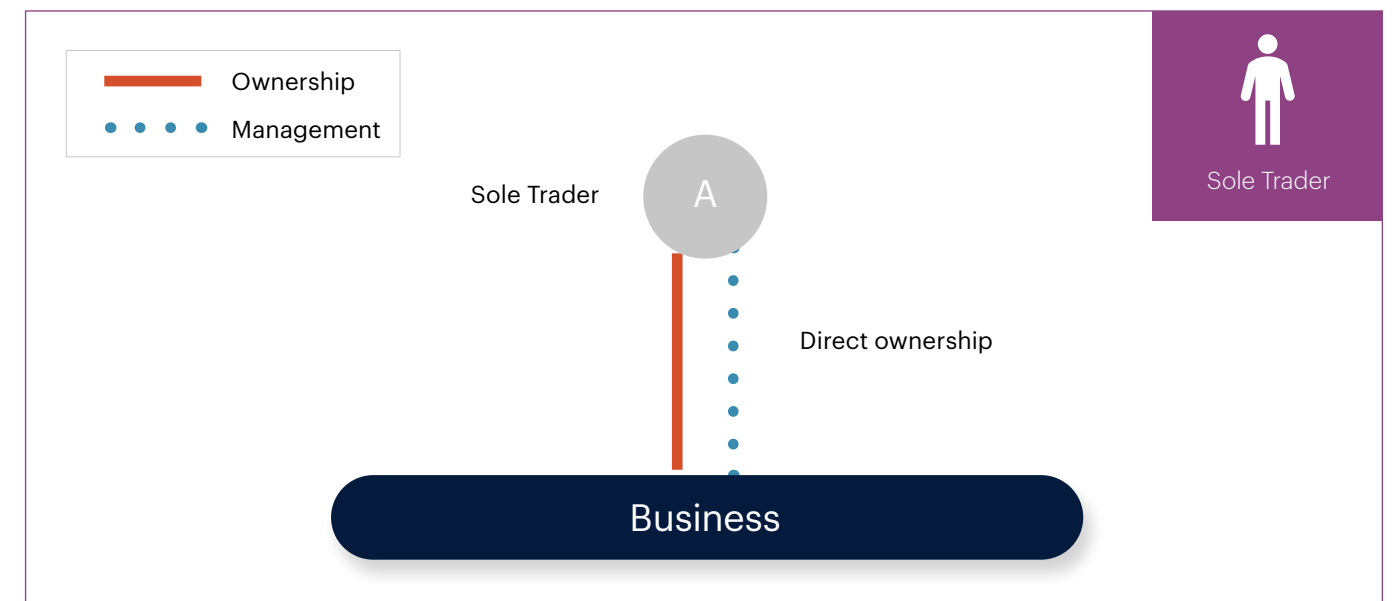 Ownership
Management
Sole Trader
Sole Trader
A
Direct ownership
Business